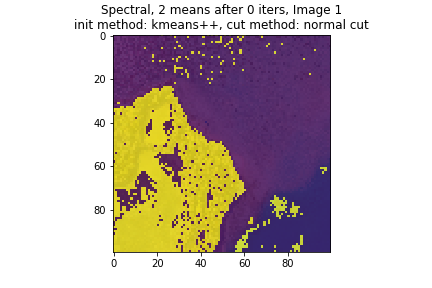 Spectral, 2 means after 0 iters, Image 1
init method: kmeans++, cut method: normal cut
0
20
40
60
80
0 20 40 60 80